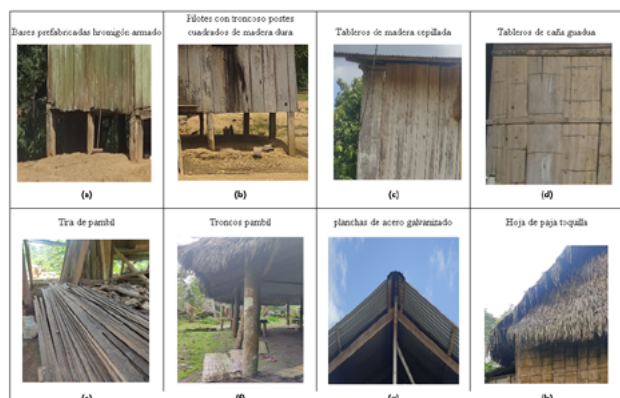 Bases prefabricadas hromigón armado
Pilotes con troncoso postes
cuadrados de madera dura
Tableros de madera cepillada
Tableros de caña guadua
(a)
(b)
(c)
(d)
Tira de pambil
Troncos pambil
planchas de acero galvanizado
Hoja de paja toquilla
(e)
(f)
(g)
(h)